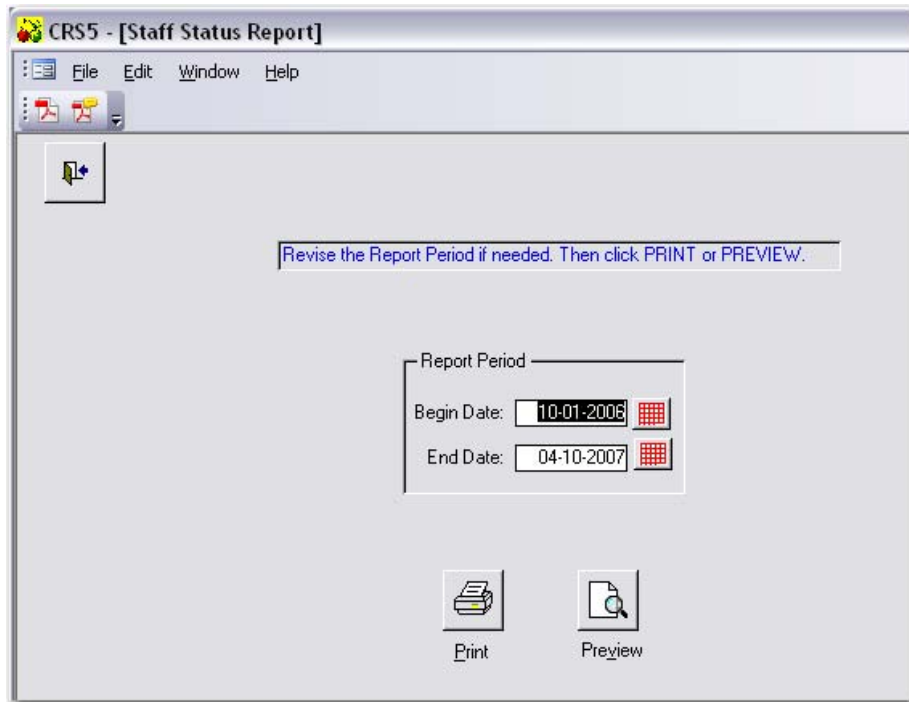 CRS5 - [Staff Status Report]
File Edit Window Help
Revise the Report Period if needed. Then click PRINT or PREVIEW.
Report Period
Begin Date: 10-01-2006
End Date: 04-10-2007
Print Preview